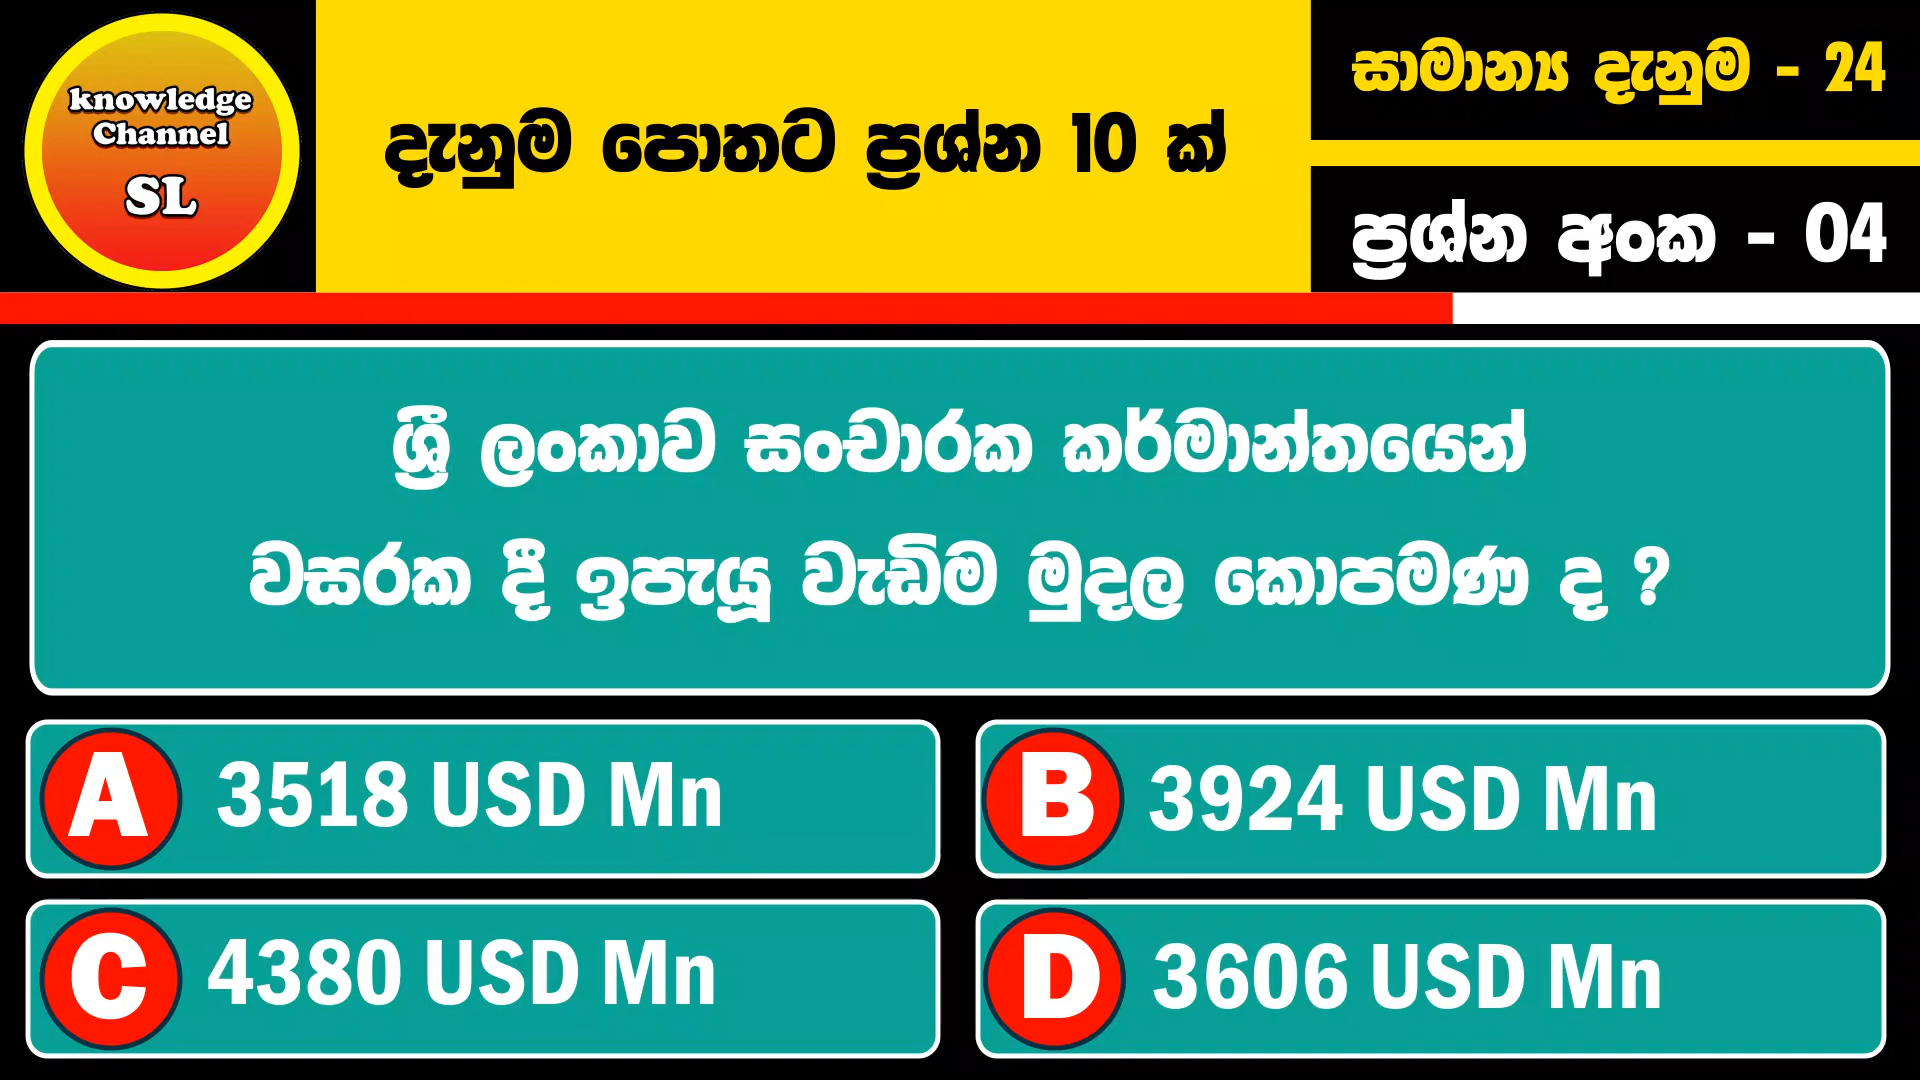 knowledge
Channel
SL
දැනුම පොතට ප්‍රශ්න 10 ක්
සාමාන්‍ය දැනුම - 24
ප්‍රශ්න අංක - 04
ශ්‍රී ලංකාව සංචාරක කර්මාන්තයෙන්
වසරක දී ඉපැයූ වැඩිම මුදල කොපමණ ද ?
A 3518 USD Mn
B 3924 USD Mn
C 4380 USD Mn
D 3606 USD Mn